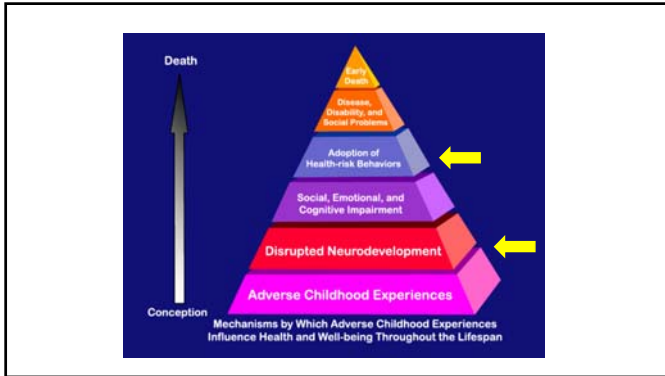 Death
Early
Death
Disease,
Disability, and
Social Problems
Adoption of
Health-risk Behaviors
Social, Emotional, and
Cognitive Impairment
Disrupted Neurodevelopment
Adverse Childhood Experiences
Conception
Mechanisms by Which Adverse Childhood Experiences
Influence Health and Well-being Throughout the Lifespan